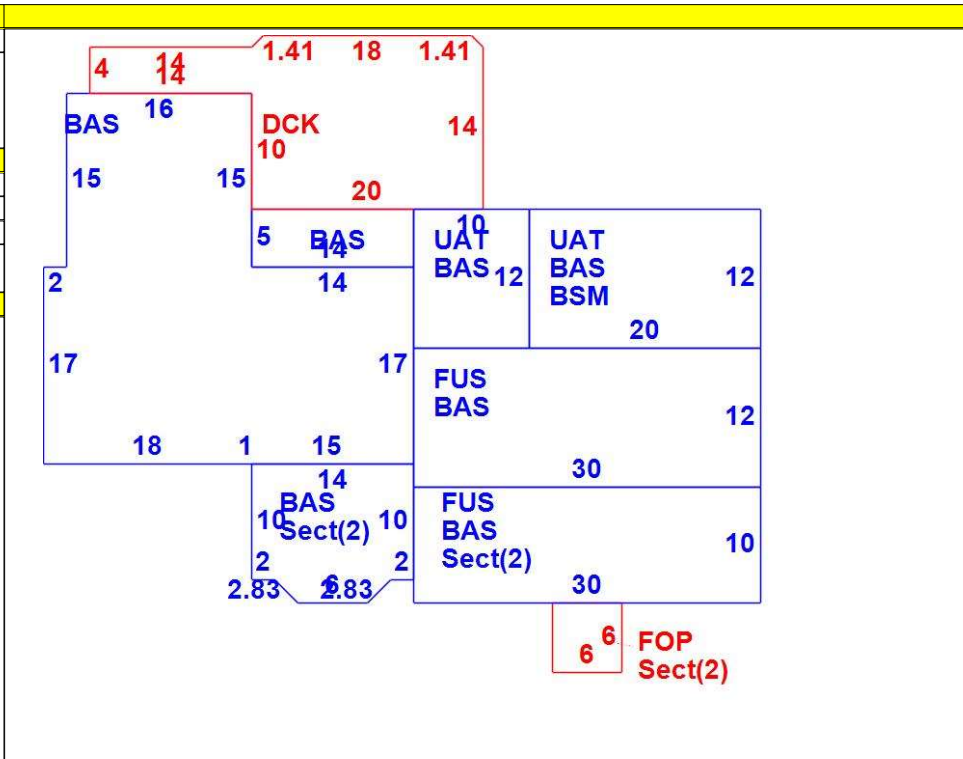 1.41 18 1.41
4 14
14
16
BAS DCK 14
10
15 15
20
5 BAS 10
14
UAT UAT
BAS 12 BAS 12
BSM
2 14
20
17 17
FUS
BAS 12
18 1 15
30
14
BAS FUS
10 Sect(2) 10 BAS
Sect(2) 10
2 2
2.83 6 2.83 30
6 FOP
6 Sect(2)